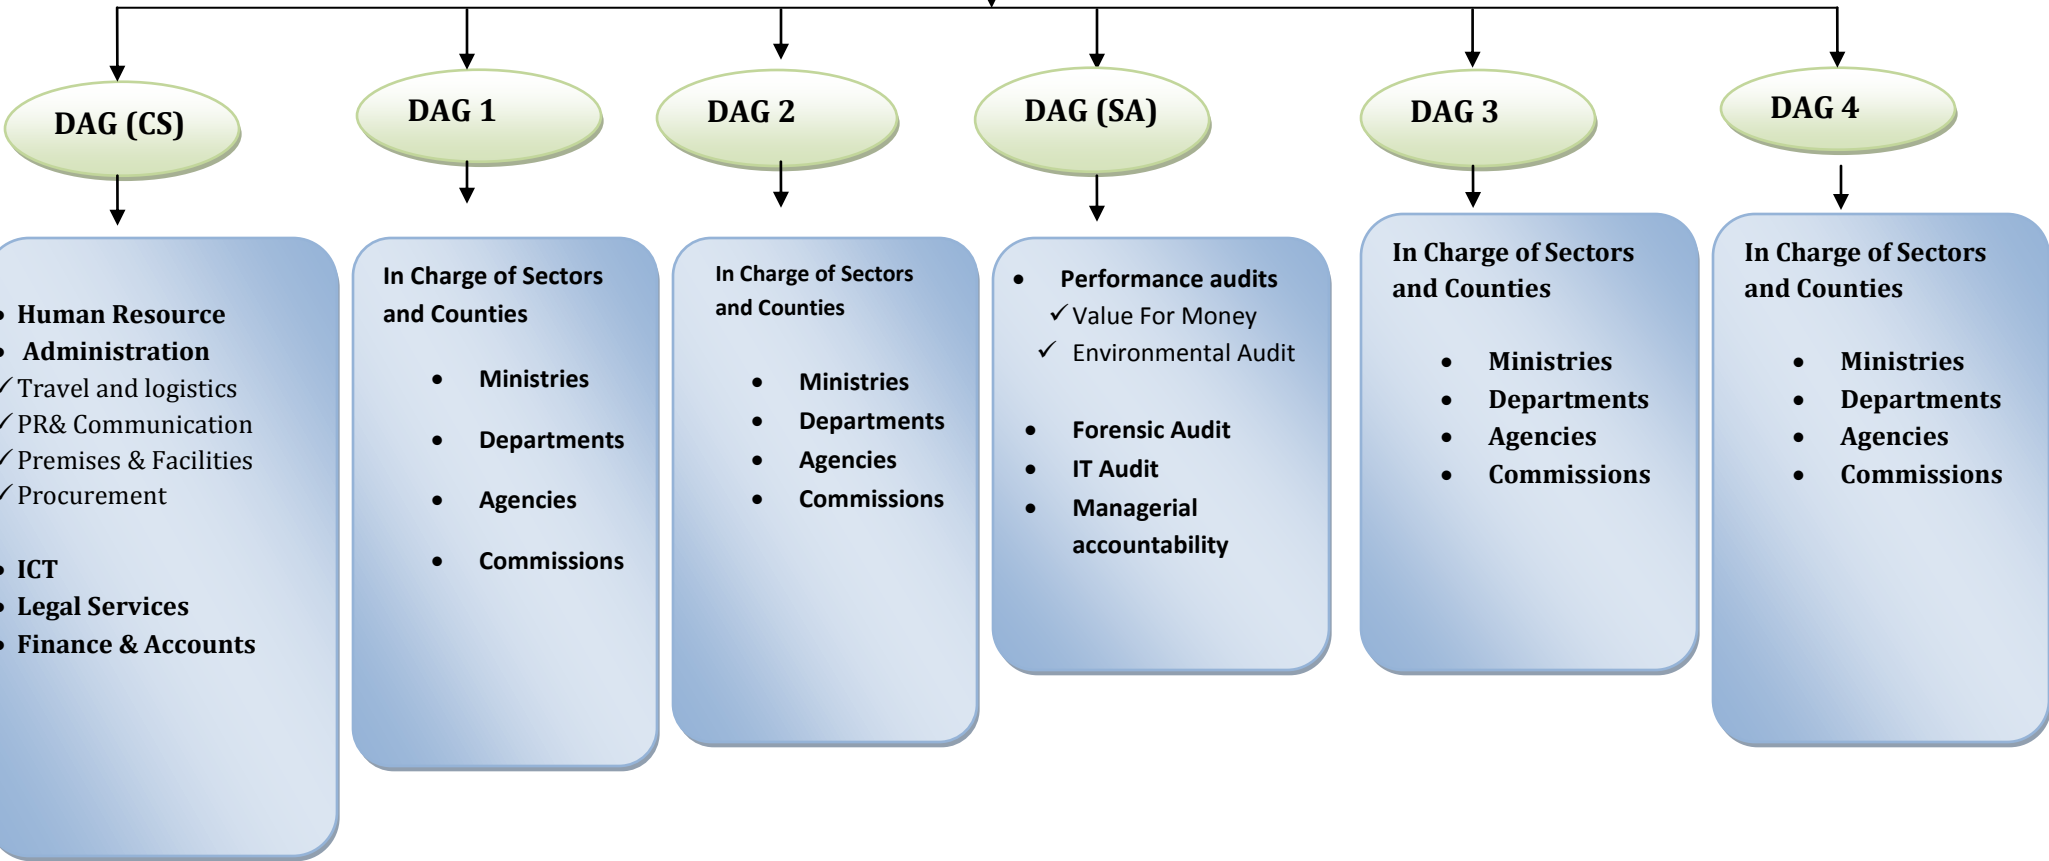 DAG (CS)
DAG 1
DAG 2
DAG (SA)
DAG 3
DAG 4
• Human Resource
• Administration
✓ Travel and logistics
✓ PR& Communication
✓ Premises & Facilities
✓ Procurement
• ICT
• Legal Services
• Finance & Accounts
In Charge of Sectors
and Counties
• Ministries
• Departments
• Agencies
• Commissions
In Charge of Sectors
and Counties
• Ministries
• Departments
• Agencies
• Commissions
• Performance audits
✓ Value For Money
✓ Environmental Audit
• Forensic Audit
• IT Audit
• Managerial
accountability
In Charge of Sectors
and Counties
• Ministries
• Departments
• Agencies
• Commissions
In Charge of Sectors
and Counties
• Ministries
• Departments
• Agencies
• Commissions